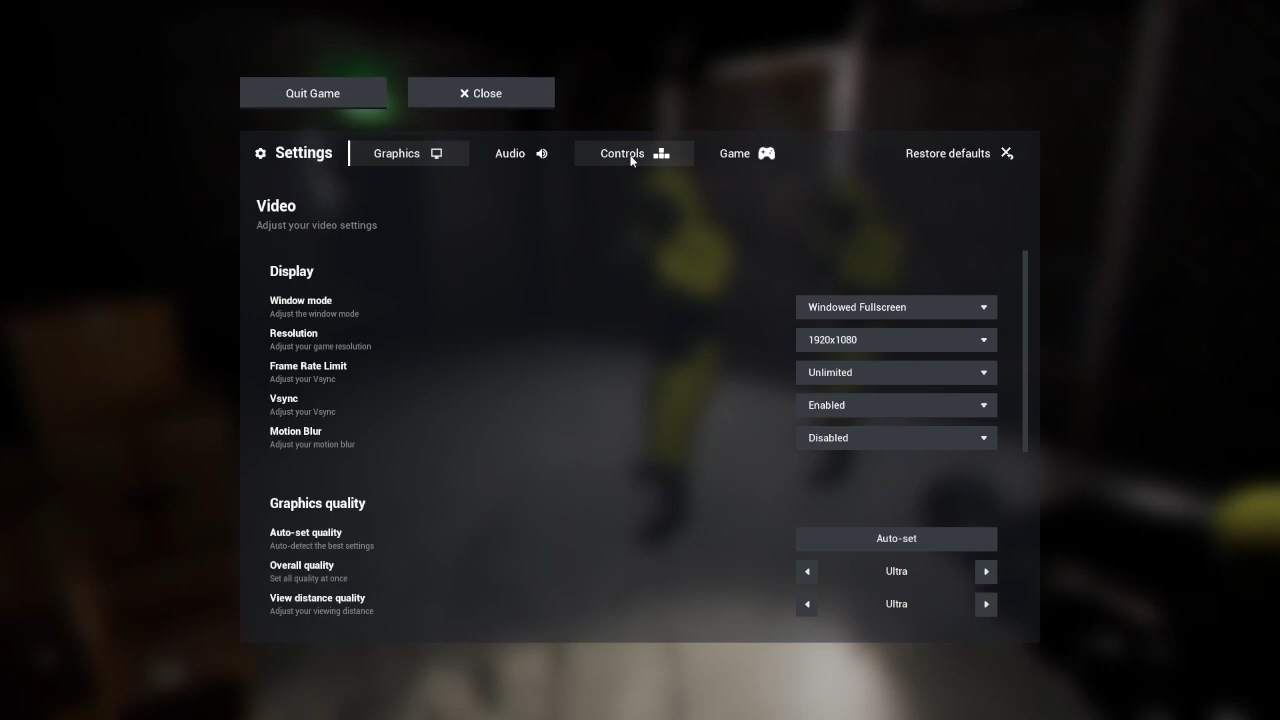 Quit Game
Close
Settings
Graphics
Audio
Controls
Game
Restore defaults
Video
Adjust your video settings
Display
Window mode
Adjust the window mode
Windowed Fullscreen
Resolution
Adjust your game resolution
1920x1080
Frame Rate Limit
Adjust your Vsync
Unlimited
Vsync
Adjust your Vsync
Enabled
Motion Blur
Adjust your motion blur
Disabled
Graphics quality
Auto-set quality
Auto-detect the best settings
Auto-set
Overall quality
Set all quality at once
Ultra
View distance quality
Adjust your viewing distance
Ultra